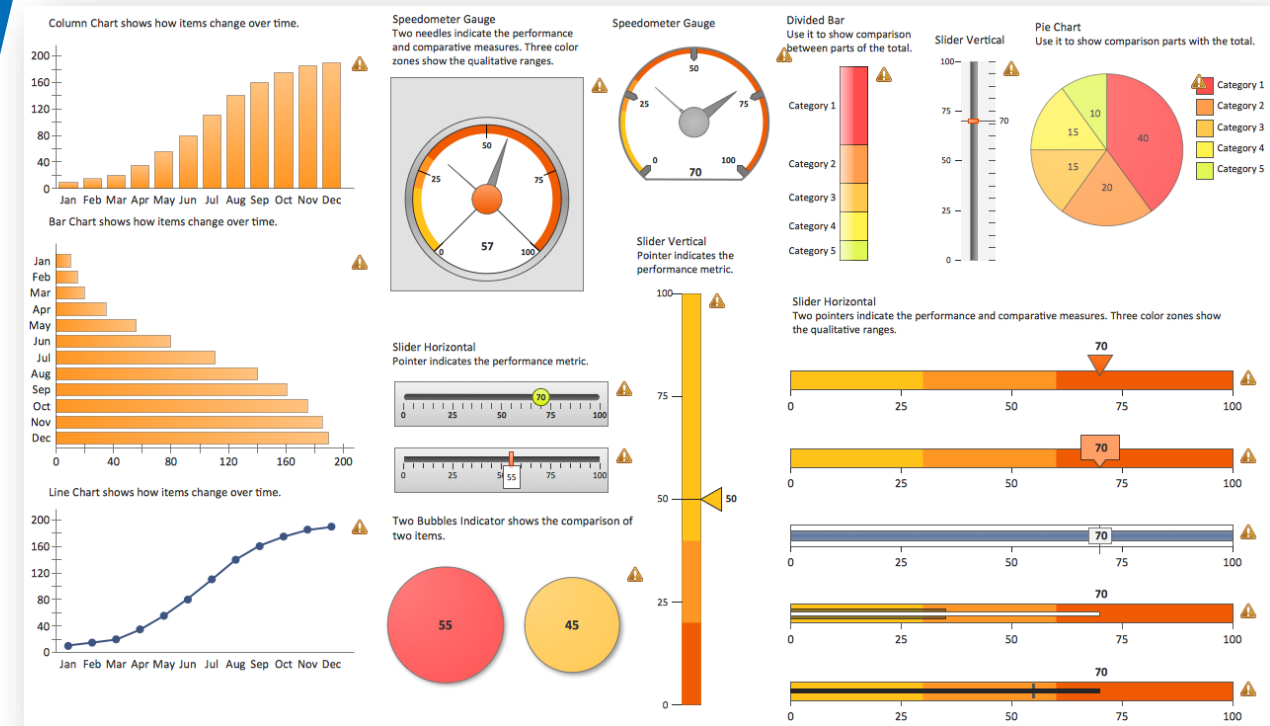 Column Chart shows how items change over time.
200
160
120
80
40
0
Jan Feb Mar Apr May Jun Jul Aug Sep Oct Nov Dec
Bar Chart shows how items change over time.
Jan
Feb
Mar
Apr
May
Jun
Jul
Aug
Sep
Oct
Nov
Dec
0 40 80 120 160 200
Line Chart shows how items change over time.
200
160
120
80
40
0
Jan Feb Mar Apr May Jun Jul Aug Sep Oct Nov Dec
Speedometer Gauge
Two needles indicate the performance
and comparative measures. Three color
zones show the qualitative ranges.
50
25 75
0 100
57
Slider Horizontal
Pointer indicates the performance metric.
70
0 25 50 75 100
0 25 5 75 100
55
Two Bubbles Indicator shows the comparison of
two items.
55 45
Speedometer Gauge
50
25 75
0 100
70
Slider Vertical
Pointer indicates the
performance metric.
100
75
50 50
25
0
Divided Bar
Use it to show comparison
between parts of the total.
Category 1
Category 2
Category 3
Category 4
Category 5
Slider Vertical
100
75
70
50
25
0
Pie Chart
Use it to show comparison parts with the total.
10
40
15
15
20
Category 1
Category 2
Category 3
Category 4
Category 5
Slider Horizontal
Two pointers indicate the performance and comparative measures. Three color zones show
the qualitative ranges.
70
0 25 50 75 100
70
0 25 50 75 100
70
0 25 50 75 100
70
0 25 50 75 100
70
0 25 50 75 100